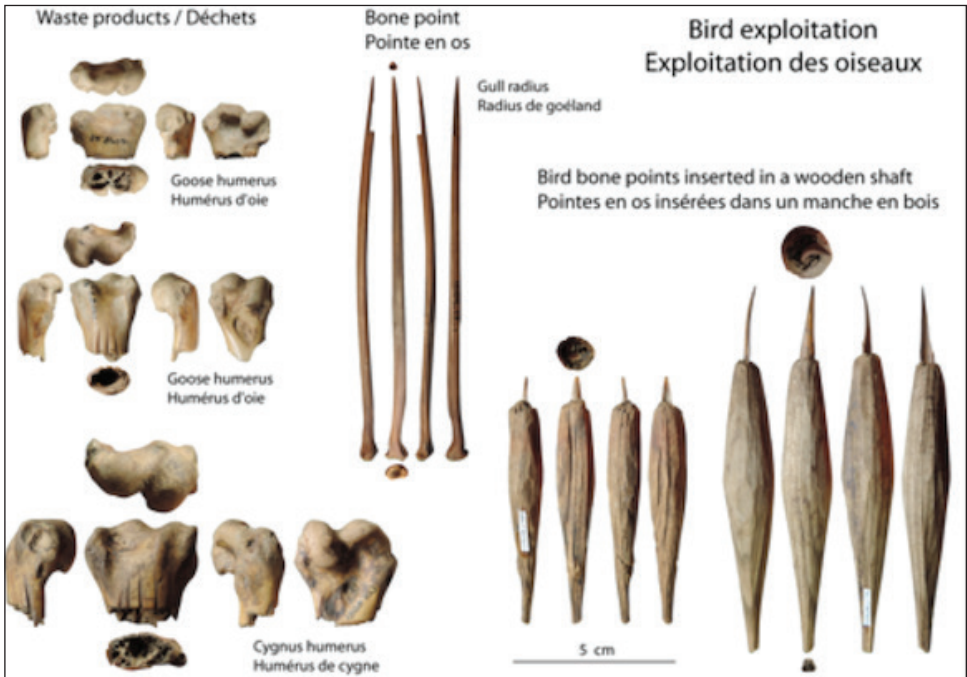 Waste products / Déchets
Bone point
Pointe en os
Bird exploitation
Exploitation des oiseaux
Gull radius
Radius de goéland
Goose humerus
Humérus d'oie
Bird bone points inserted in a wooden shaft
Pointes en os insérées dans un manche en bois
Goose humerus
Humérus d'oie
5 cm
Cygnus humerus
Humérus de cygne